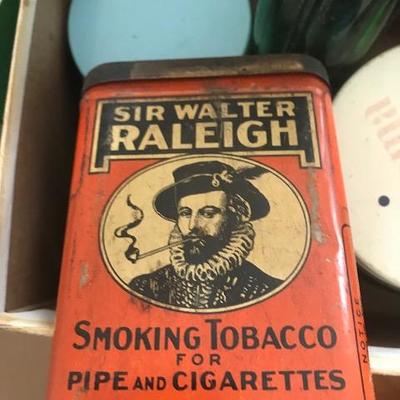 SIR WALTER
RALEIGH
SMOKING TOBACCO
FOR
PIPE AND CIGARETTES
NOTICE